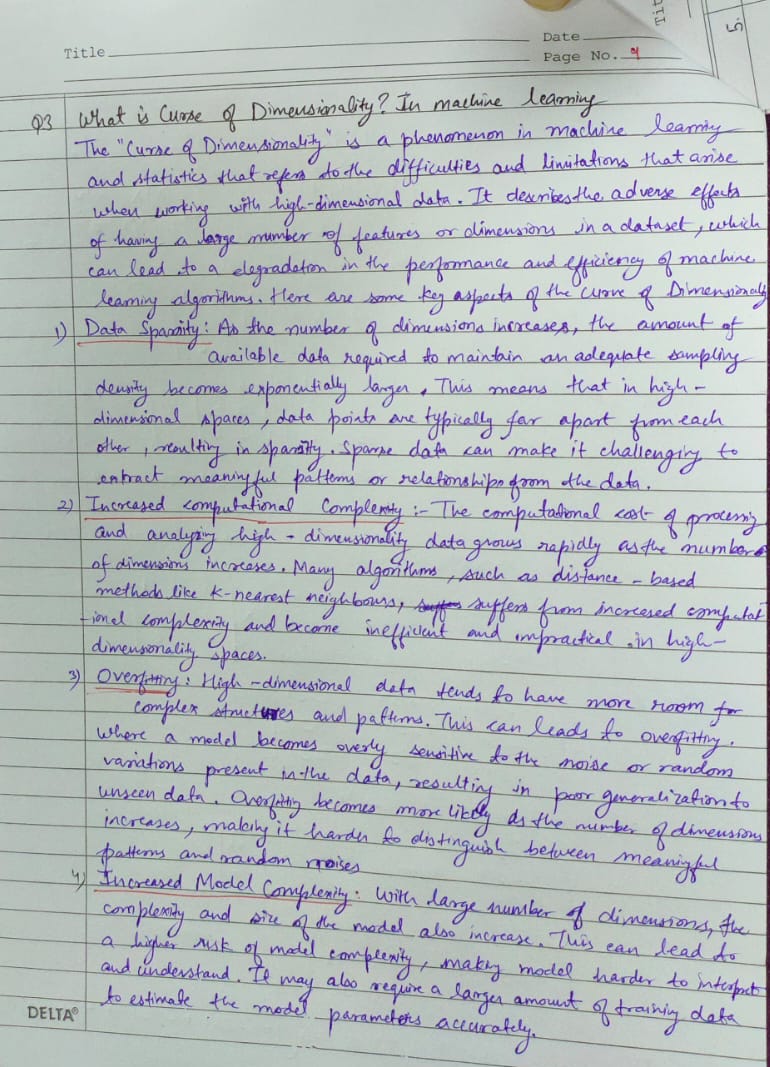 Tit
5.
Title
Date
Page No. 9
Q3 What is Curse of Dimensionality? In machine learning
The "Curse of Dimensionality" is a phenomenon in machine learning
and statistics that refers to the difficulties and limitations that arise
when working with high-dimensional data. It describes the adverse effects
of having a large number of features or dimensions in a dataset, which
can lead to a degradation in the performance and efficiency of machine
learning algorithms. Here are some key aspects of the curve of Dimensionality
1) Data Sparsity: As the number of dimensions increases, the amount of
available data required to maintain an adequate sampling
density becomes exponentially larger. This means that in high-
dimensional spaces, data points are typically far apart from each
other, resulting in sparsity. Sparse data can make it challenging to
extract meaningful patterns or relationships from the data.
2) Increased computational Complexity :- The computational cost of processing
and analyzing high-dimensionality data grows rapidly as the number
of dimensions increases. Many algorithms, such as distance-based
methods like K-nearest neighbours, suffers from increased computat
-ional complexity and become inefficient and impractical in high-
dimensionality spaces.
3) Overfitting: High-dimensional data tends to have more room for
complex structures and patterns. This can leads to overfitting.
where a model becomes overly sensitive to the noise or random
variations present in the data, resulting in poor generalization to
unseen data. Overfitting becomes more likely as the number of dimensions
increases, making it harder to distinguish between meaningful
patterns and random noises
4) Increased Model Complexity: With large number of dimensions, the
complexity and size of the model also increase. This can lead to
a higher risk of model complexity, making model harder to interpret
and understand. It may also require a larger amount of training data
to estimate the model parameters accurately.
DELTA®